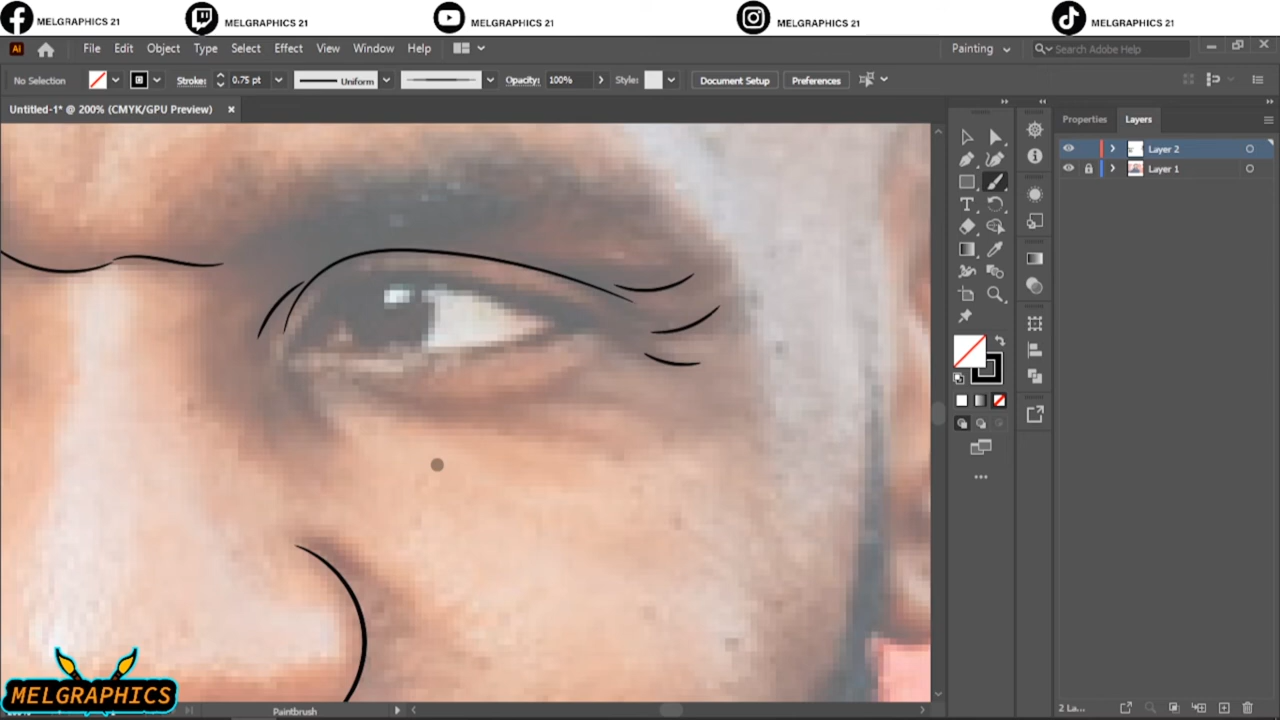 MELGRAPHICS 21 MELGRAPHICS 21 MELGRAPHICS 21 MELGRAPHICS 21 MELGRAPHICS 21
Ai File Edit Object Type Select Effect View Window Help Painting Search Adobe Help
No Selection Stroke: 0.75 pt Uniform Opacity: 100% Style: Document Setup Preferences
Untitled-1* @ 200% (CMYK/GPU Preview)
Properties Layers
Layer 2
Layer 1
MELGRAPHICS
Paintbrush
2 La...